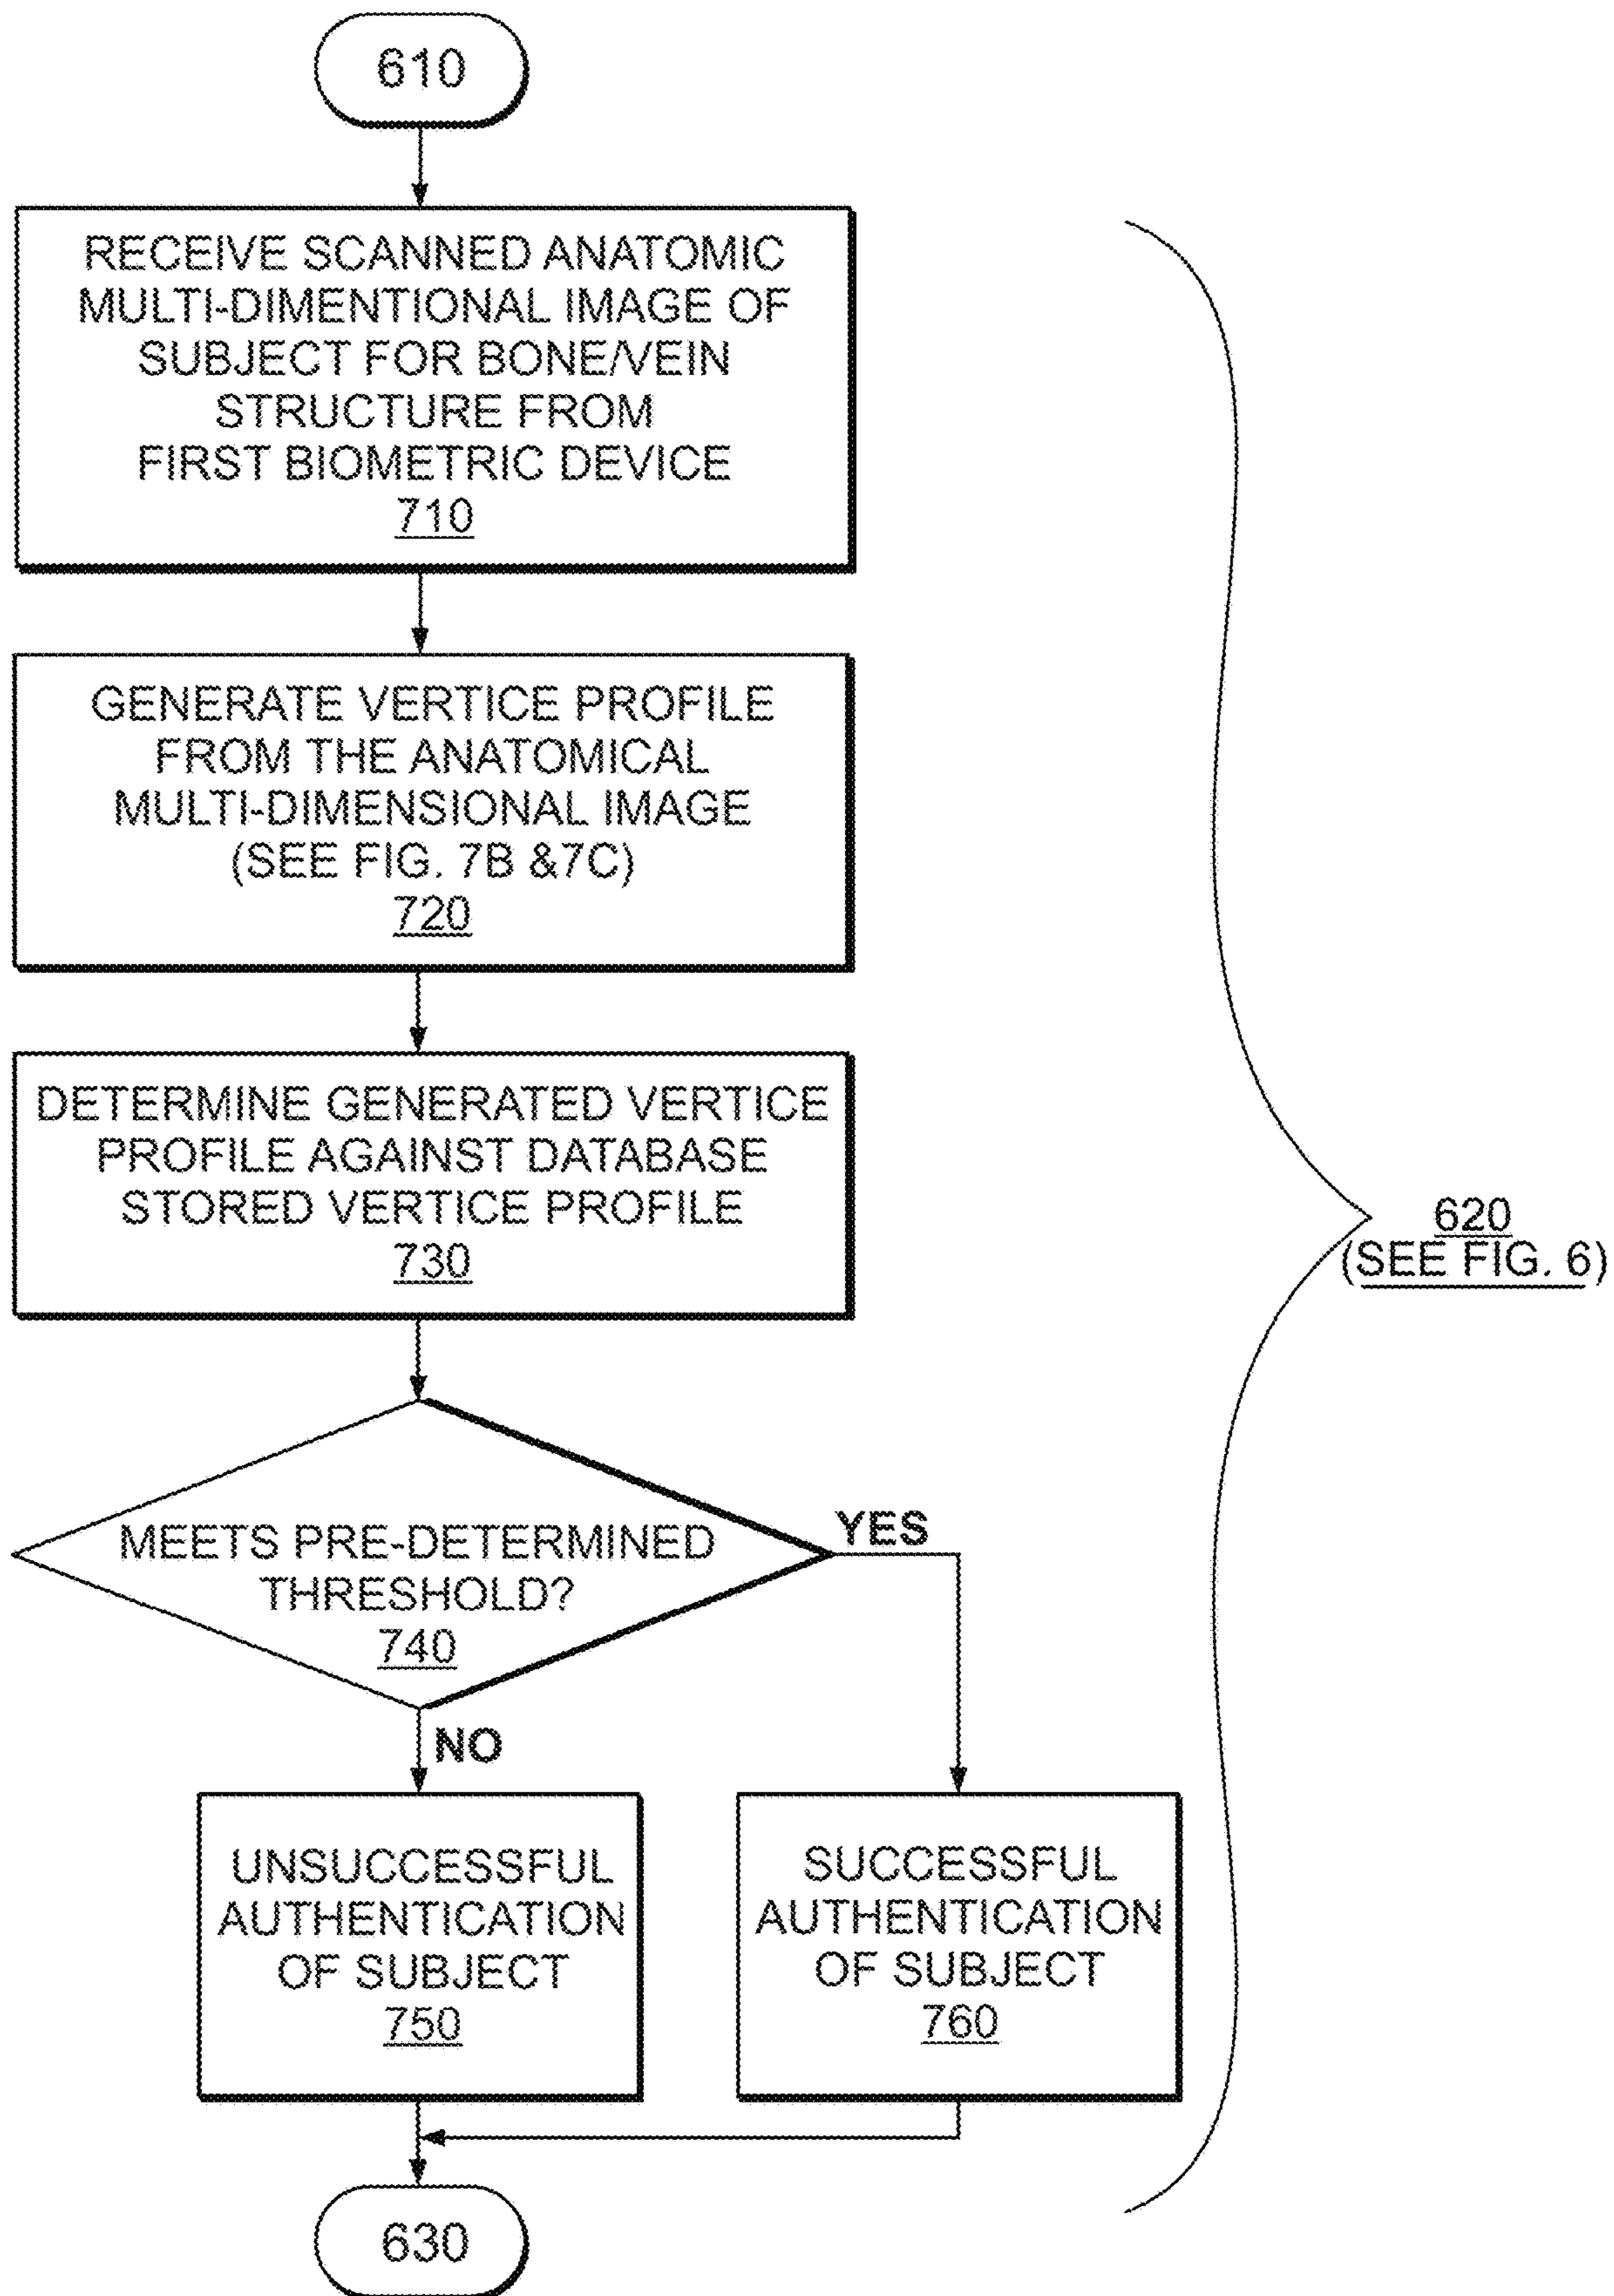 610
RECEIVE SCANNED ANATOMIC
MULTI-DIMENTIONAL IMAGE OF
SUBJECT FOR BONE/VEIN
STRUCTURE FROM
FIRST BIOMETRIC DEVICE
710
GENERATE VERTICE PROFILE
FROM THE ANATOMICAL
MULTI-DIMENSIONAL IMAGE
(SEE FIG. 7B &7C)
720
DETERMINE GENERATED VERTICE
PROFILE AGAINST DATABASE
STORED VERTICE PROFILE
730
620
(SEE FIG. 6)
MEETS PRE-DETERMINED
THRESHOLD?
740
YES
NO
UNSUCCESSFUL
AUTHENTICATION
OF SUBJECT
750
SUCCESSFUL
AUTHENTICATION
OF SUBJECT
760
630